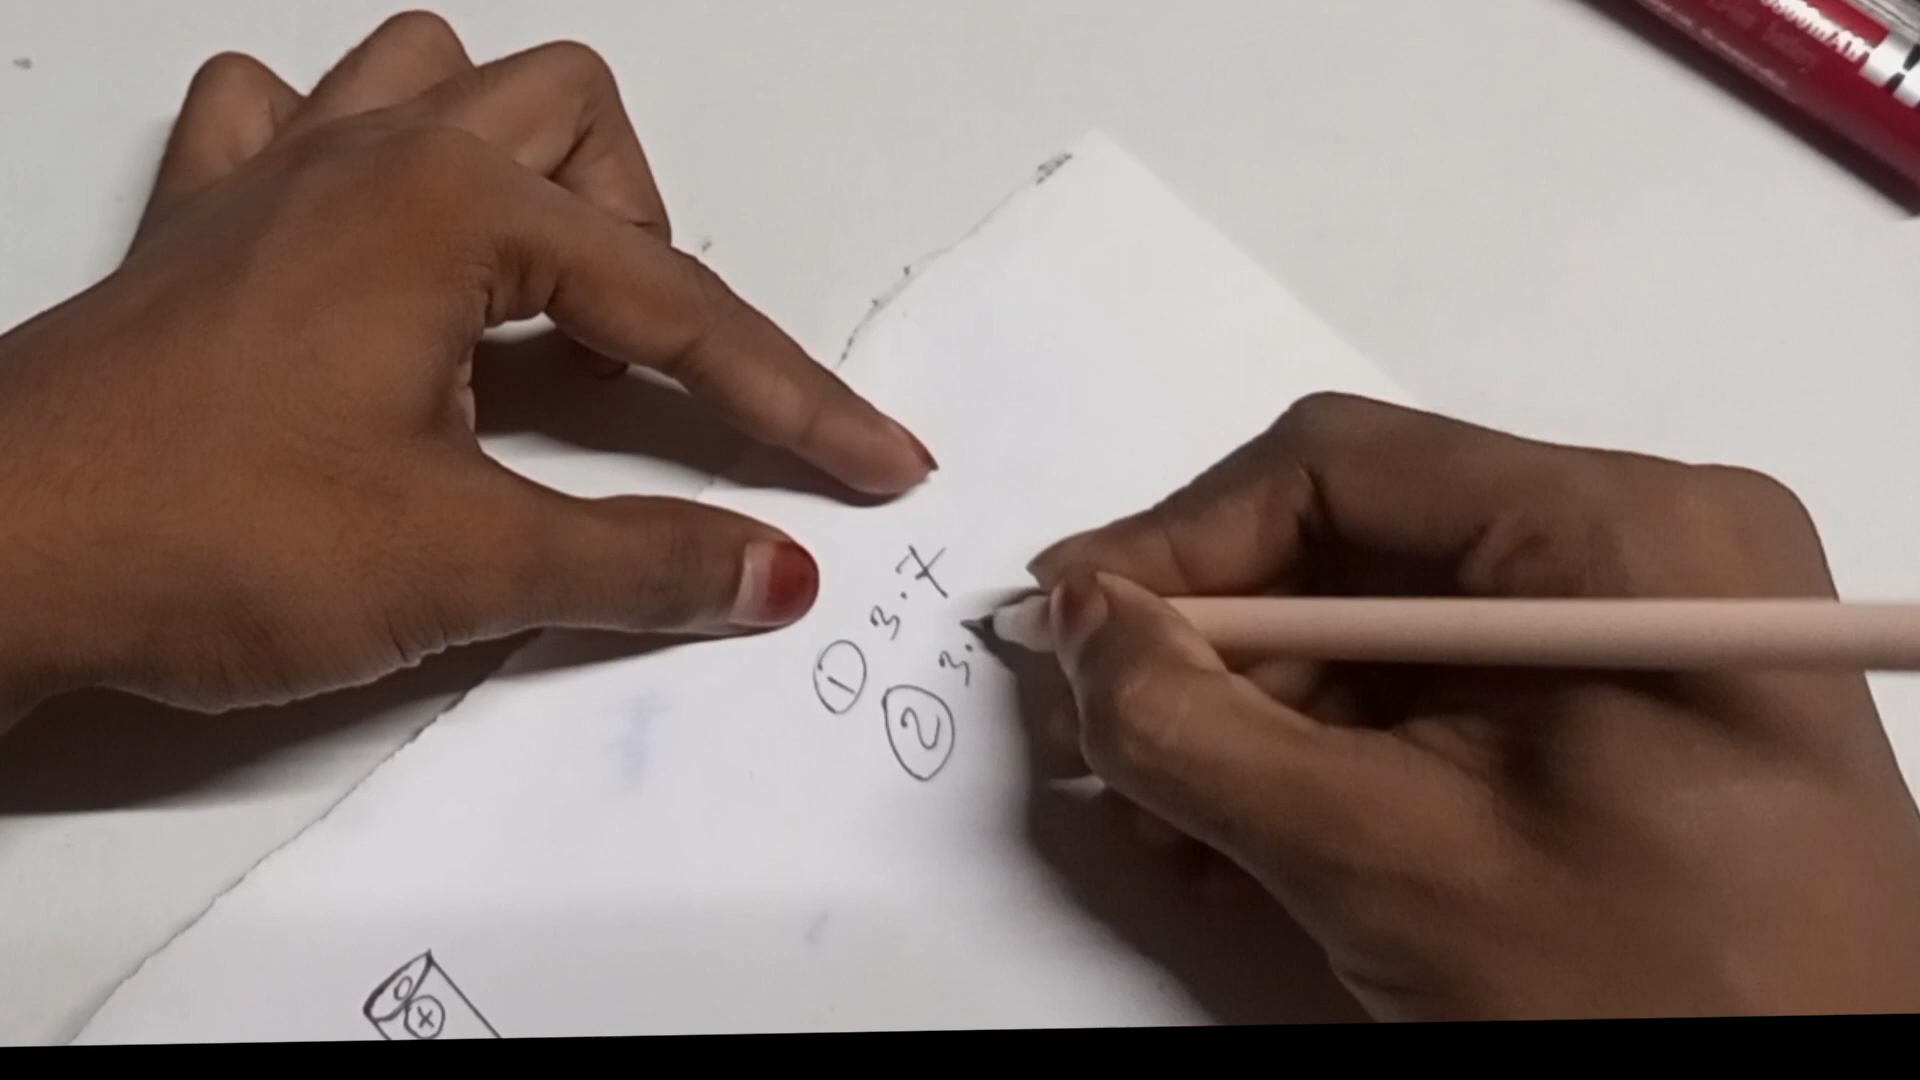 ① 3.7
② 3.
+